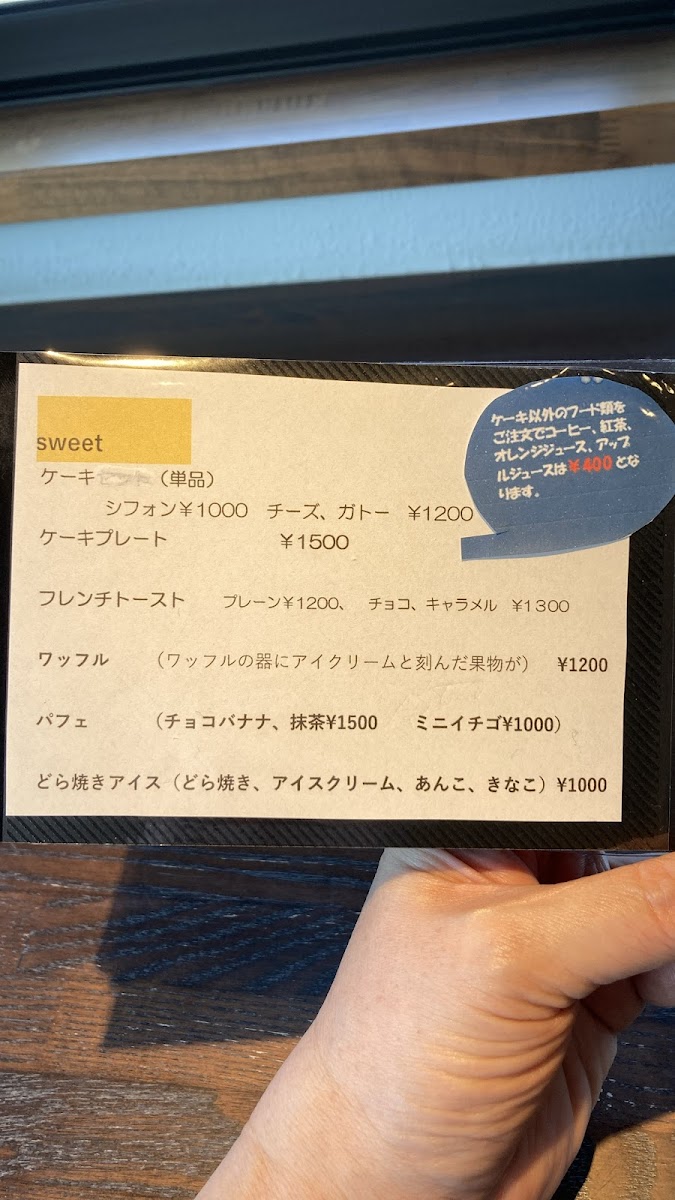 sweet
ケーキ（単品）
シフォン￥1000 チーズ、ガトー ￥1200
ケーキプレート ￥1500
フレンチトースト プレーン￥1200、 チョコ、キャラメル ￥1300
ワッフル （ワッフルの器にアイクリームと刻んだ果物が） ¥1200
パフェ （チョコバナナ、抹茶¥1500 ミニイチゴ¥1000）
どら焼きアイス（どら焼き、アイスクリーム、あんこ、きなこ）¥1000
ケーキ以外のフード類を
ご注文でコーヒー、紅茶、
オレンジジュース、アップ
ルジュースは￥400とな
ります。